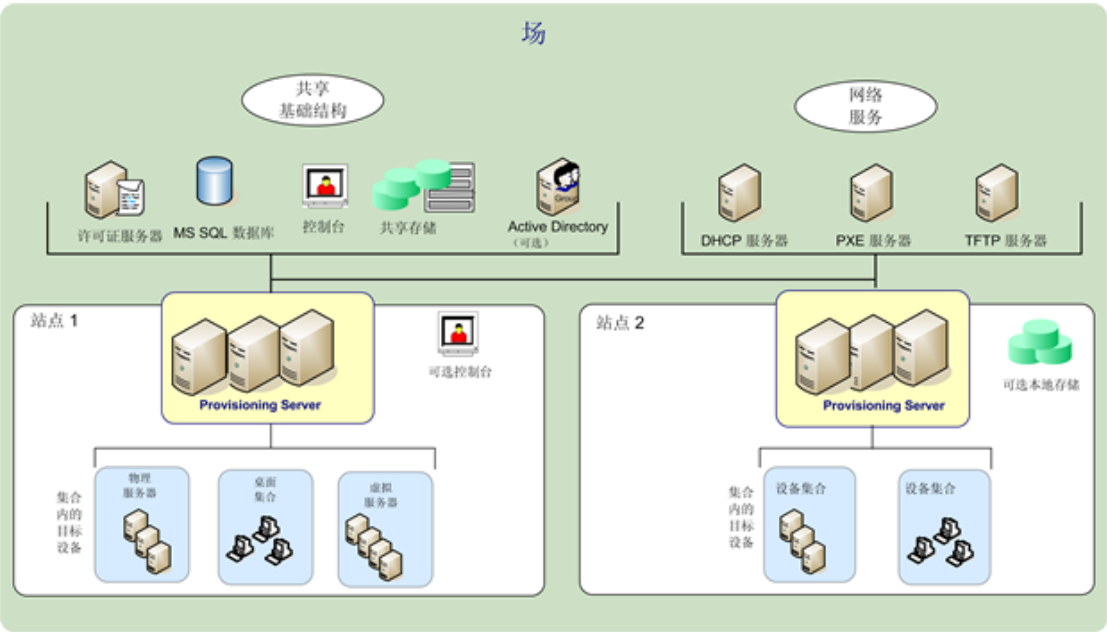 场
共享
基础结构
网络
服务
许可证服务器
MS SQL 数据库
控制台
共享存储
Group
Active Directory
（可选）
DHCP 服务器
PXE 服务器
TFTP 服务器
站点 1
Provisioning Server
可选控制台
集合
内的
目标
设备
物理
服务器
桌面
集合
虚拟
服务器
站点 2
Provisioning Server
可选本地存储
集合
内的
目标
设备
设备集合
设备集合